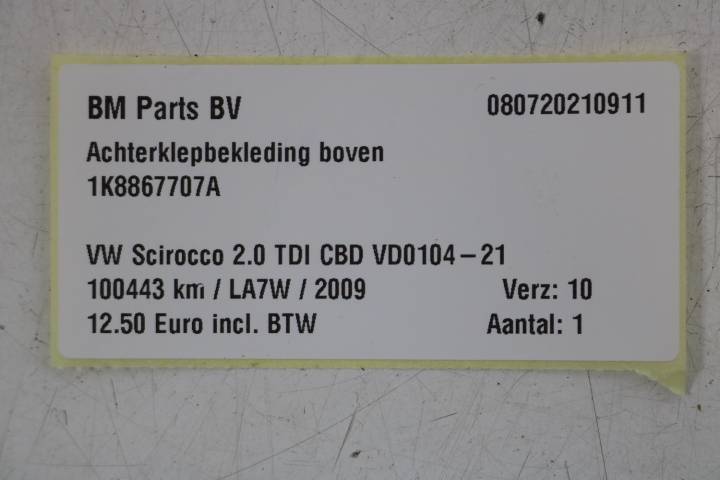 BM Parts BV 080720210911
Achterklepbekleding boven
1K8867707A
VW Scirocco 2.0 TDI CBD VD0104-21
100443 km / LA7W / 2009 Verz: 10
12.50 Euro incl. BTW Aantal: 1